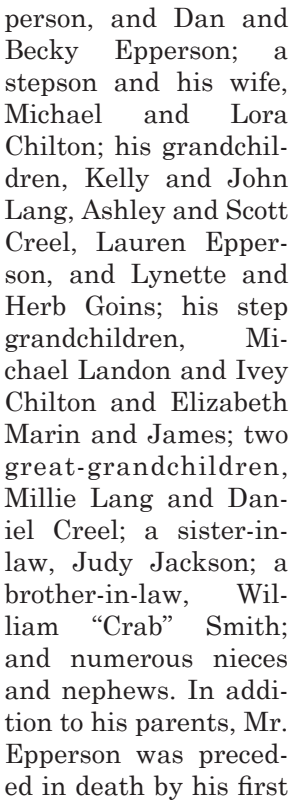 person, and Dan and
Becky Epperson; a
stepson and his wife,
Michael and Lora
Chilton; his grandchil-
dren, Kelly and John
Lang, Ashley and Scott
Creel, Lauren Epper-
son, and Lynette and
Herb Goins; his step
grandchildren, Mi-
chael Landon and Ivey
Chilton and Elizabeth
Marin and James; two
great-grandchildren,
Millie Lang and Dan-
iel Creel; a sister-in-
law, Judy Jackson; a
brother-in-law, Wil-
liam “Crab” Smith;
and numerous nieces
and nephews. In addi-
tion to his parents, Mr.
Epperson was preced-
ed in death by his first